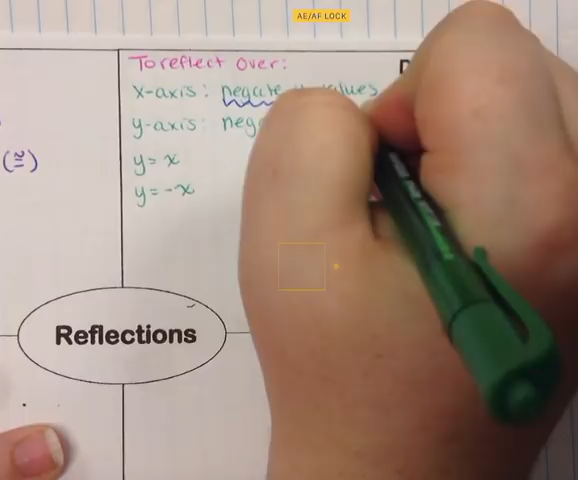 AE/AF LOCK
To reflect over:
D
x-axis: negate values
y-axis: neg
(≅)
y = x
y = -x
Reflections